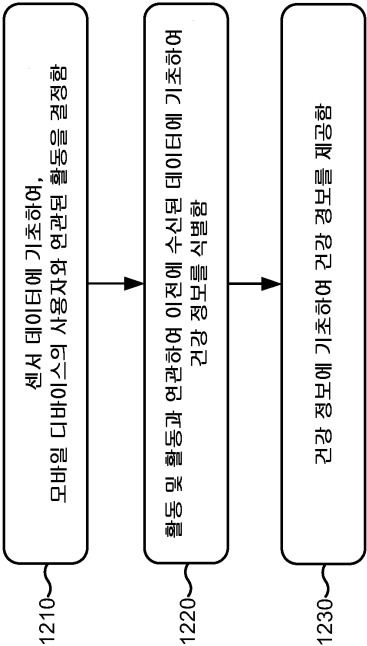 센서 데이터에 기초하여,
모바일 디바이스의 사용자와 연관된 활동을 결정함
1210
활동 및 활동과 연관하여 이전에 수신된 데이터에 기초하여
건강 정보를 식별함
1220
건강 정보에 기초하여 건강 경보를 제공함
1230